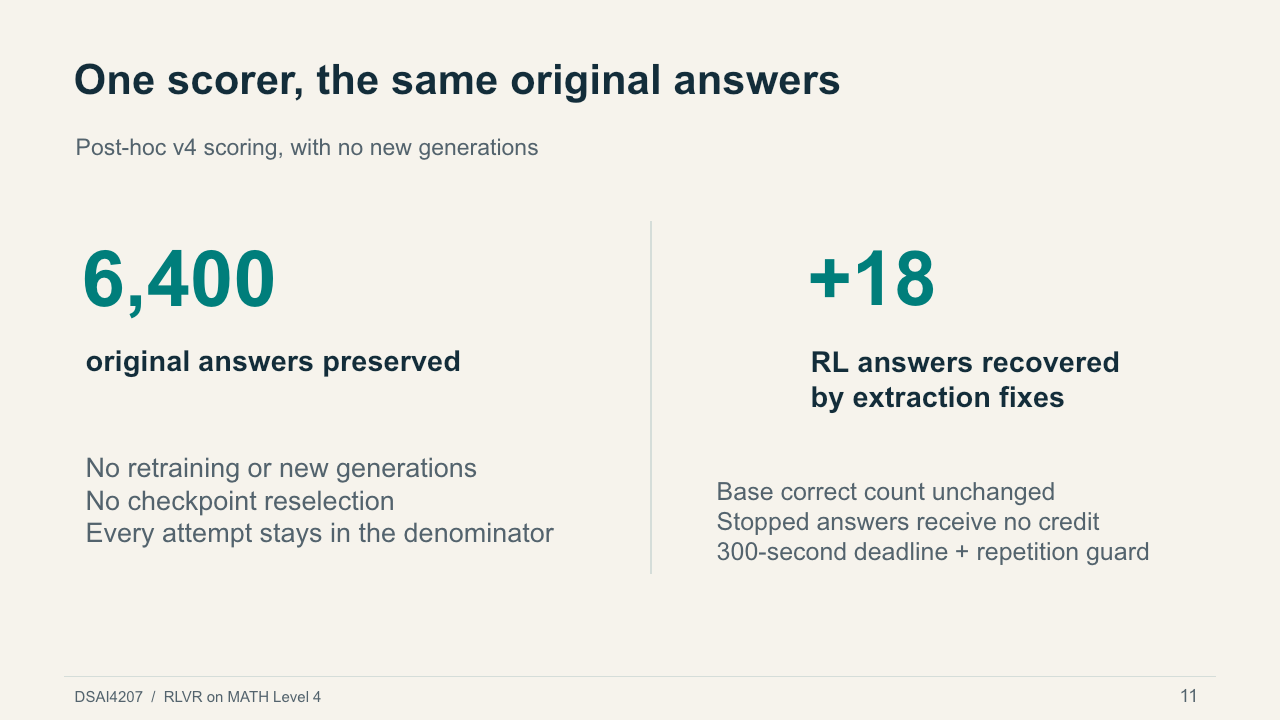 One scorer, the same original answers
Post-hoc v4 scoring, with no new generations
6,400
original answers preserved
No retraining or new generations
No checkpoint reselection
Every attempt stays in the denominator
+18
RL answers recovered
by extraction fixes
Base correct count unchanged
Stopped answers receive no credit
300-second deadline + repetition guard
DSAI4207 / RLVR on MATH Level 4
11